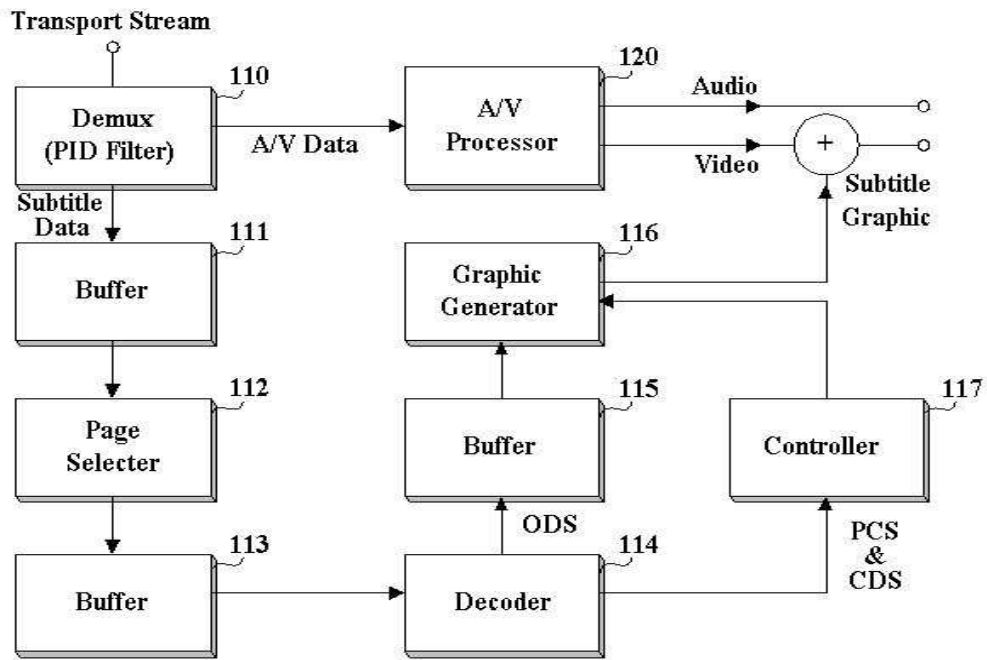 Transport Stream
110
Demux
(PID Filter)
A/V Data
120
A/V
Processor
Audio
Video
+
Subtitle
Graphic
Subtitle
Data
111
Buffer
116
Graphic
Generator
112
Page
Selecter
115
Buffer
117
Controller
ODS
PCS
&
CDS
113
Buffer
114
Decoder